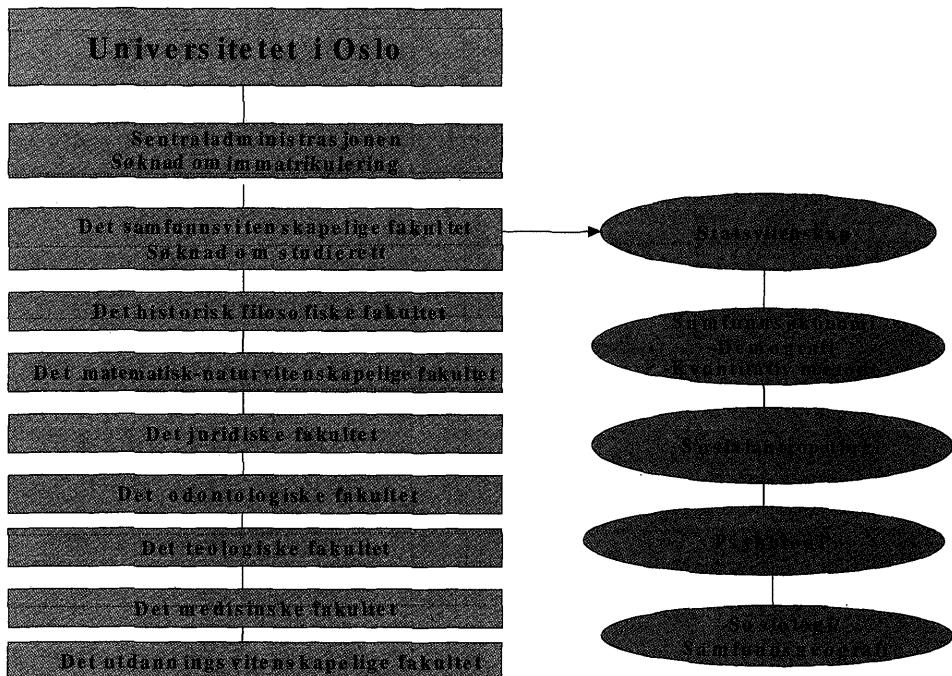 Universitetet i Oslo
Sentraladministrasjonen
Søknad om immatrikulering
Det samfunnsvitenskapelige fakultet
Søknad om studierett
Det historisk filosofiske fakultet
Det matematisk-naturvitenskapelige fakultet
Det juridiske fakultet
Det odontologiske fakultet
Det teologiske fakultet
Det medisinske fakultet
Det utdanningsvitenskapelige fakultet
Statsvitenskap
Samfunnsøkonomi
-Demografi
-Kvantitativ metode
Sosialantropologi
Psykologi
-Sosiologi
Samfunnsgeografi